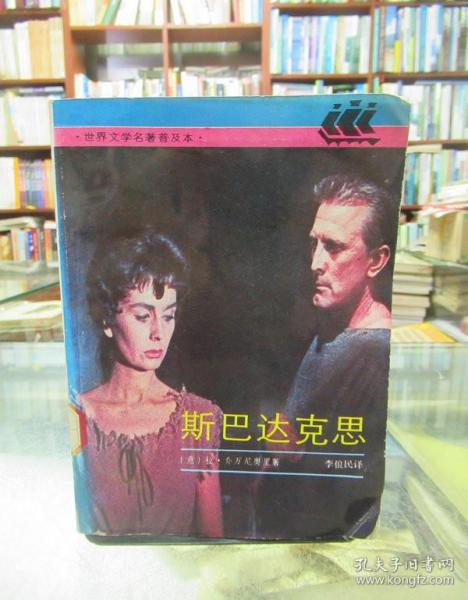 ·世界文学名著普及本·
斯巴达克思
〔意〕拉·乔万尼奥里著
李俍民译
孔夫子旧书网
www.kongfz.com